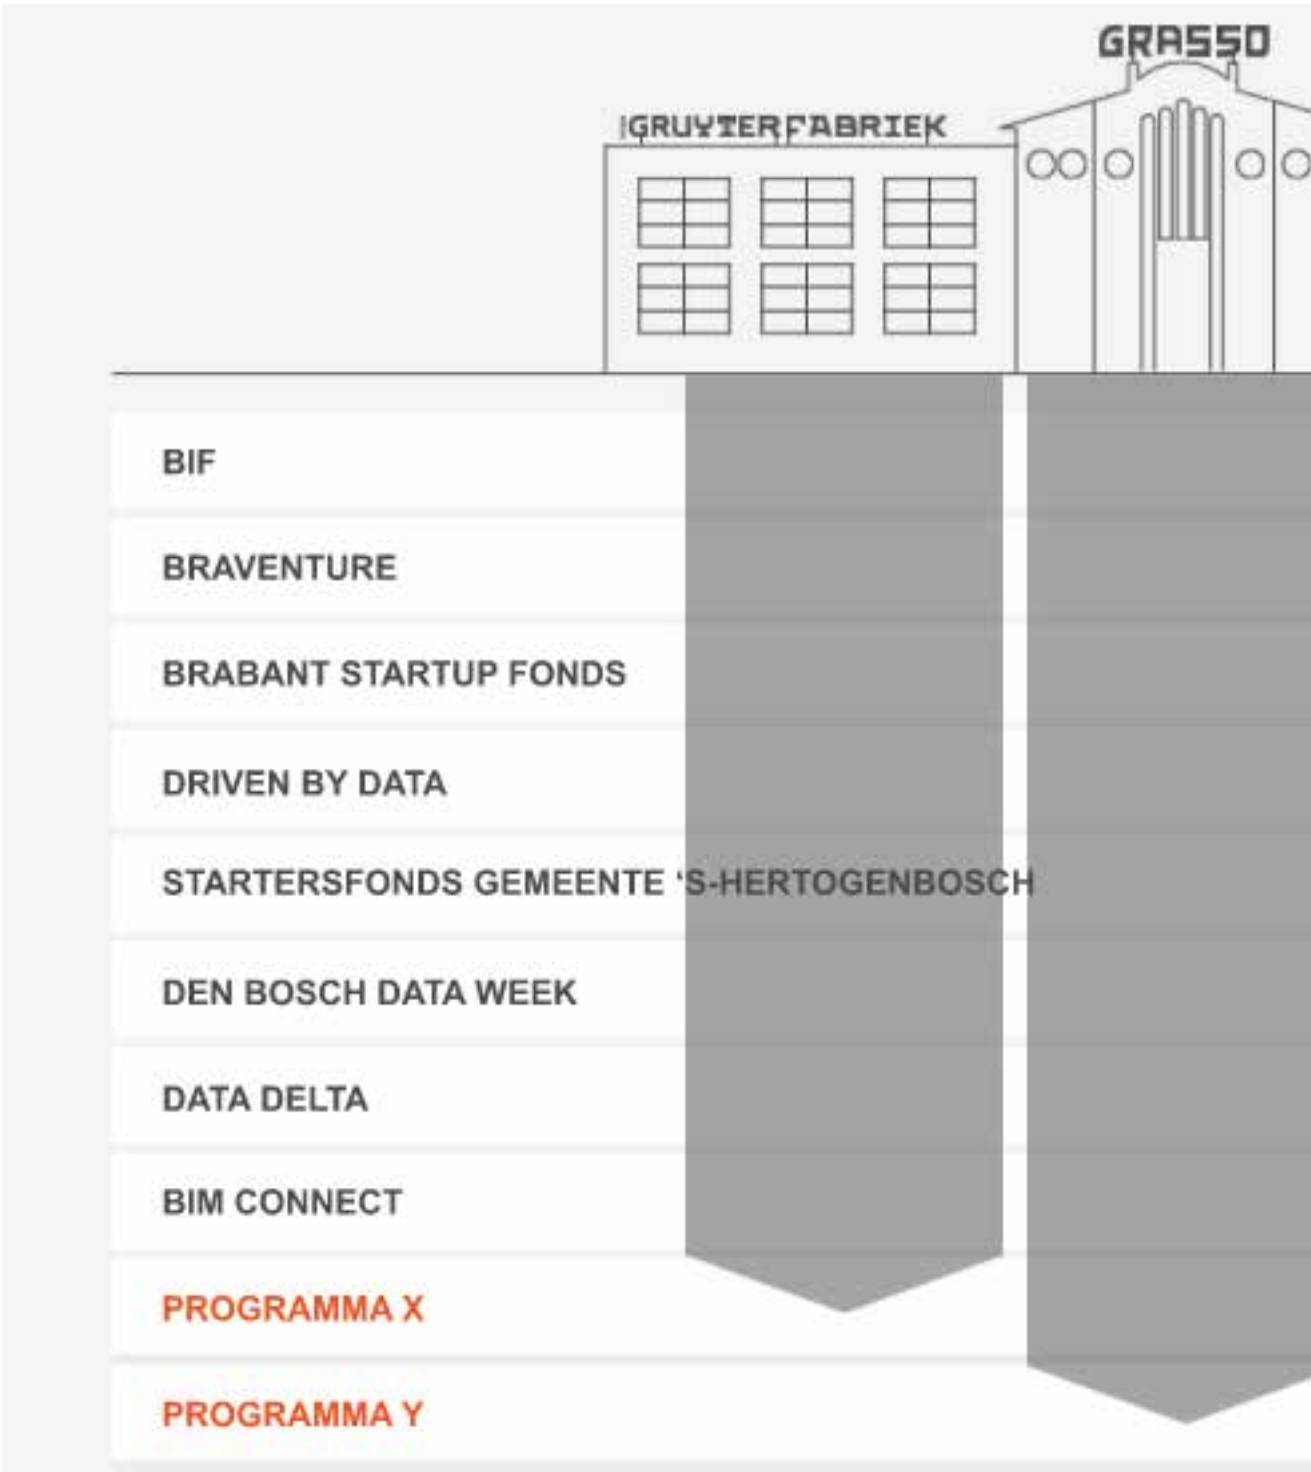 GRASSO
GRUYTERFABRIEK
BIF
BRAVENTURE
BRABANT STARTUP FONDS
DRIVEN BY DATA
STARTERSFONDS GEMEENTE ‘S-HERTOGENBOSCH
DEN BOSCH DATA WEEK
DATA DELTA
BIM CONNECT
PROGRAMMA X
PROGRAMMA Y